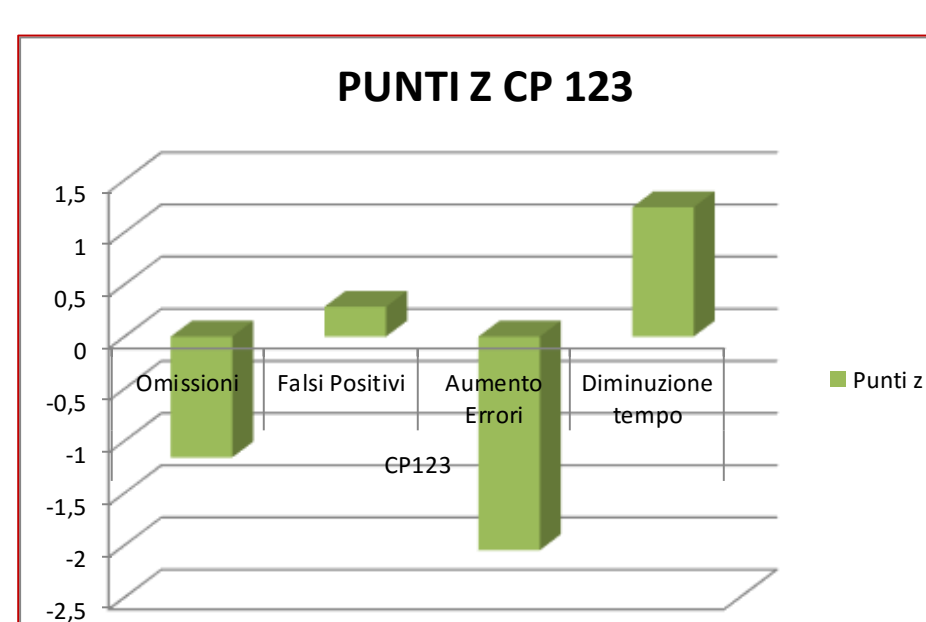 PUNTI Z CP 123
1,5
1
0,5
0
-0,5
-1
-1,5
-2
-2,5
Omissioni
Falsi Positivi
Aumento
Errori
Diminuzione
tempo
CP123
Punti z